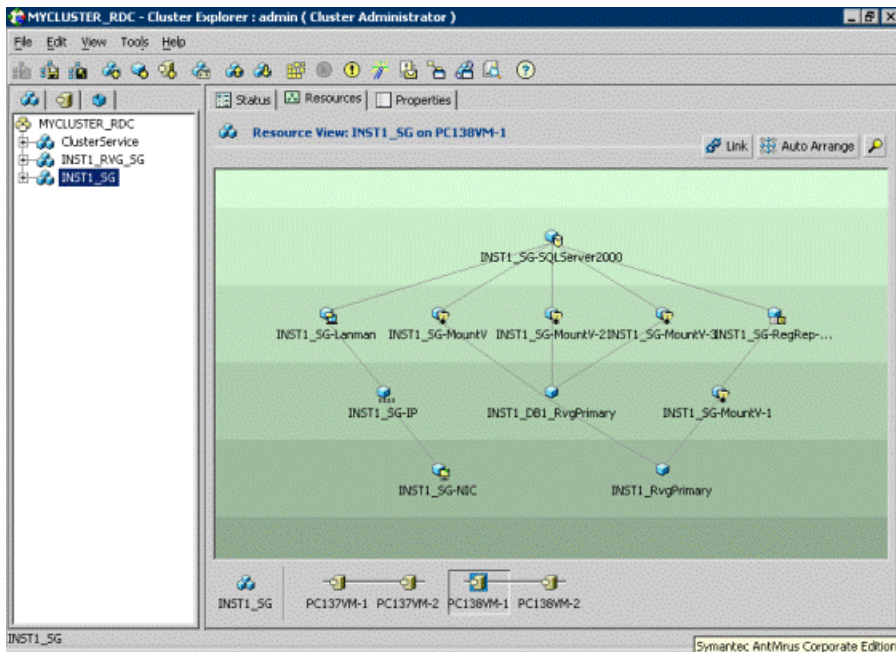 MYCLUSTER_RDC - Cluster Explorer : admin ( Cluster Administrator )
File Edit View Tools Help
Status Resources Properties
MYCLUSTER_RDC
ClusterService
INST1_RVG_SG
INST1_SG
Resource View: INST1_SG on PC138VM-1
Link Auto Arrange
INST1_SG-SQLServer2000
INST1_SG-Lanman INST1_SG-MountV INST1_SG-MountV-2 INST1_SG-MountV-3 INST1_SG-RegRep-...
INST1_SG-IP INST1_DB1_RvgPrimary INST1_SG-MountV-1
INST1_SG-NIC INST1_RvgPrimary
INST1_SG PC137VM-1 PC137VM-2 PC138VM-1 PC138VM-2
INST1_SG
Symantec AntiVirus Corporate Edition